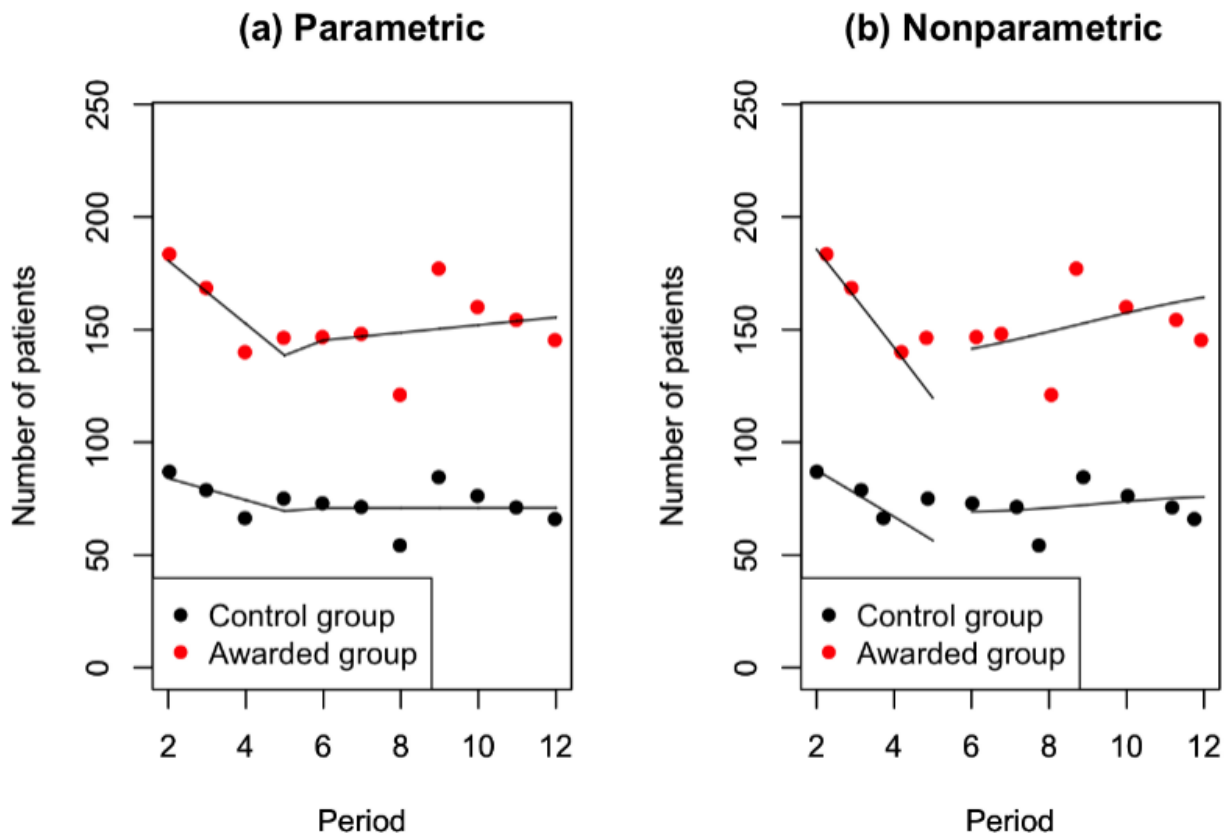 (a) Parametric
Number of patients
250
200
150
100
50
0
Control group
Awarded group
2 4 6 8 10 12
Period
(b) Nonparametric
Number of patients
250
200
150
100
50
0
Control group
Awarded group
2 4 6 8 10 12
Period